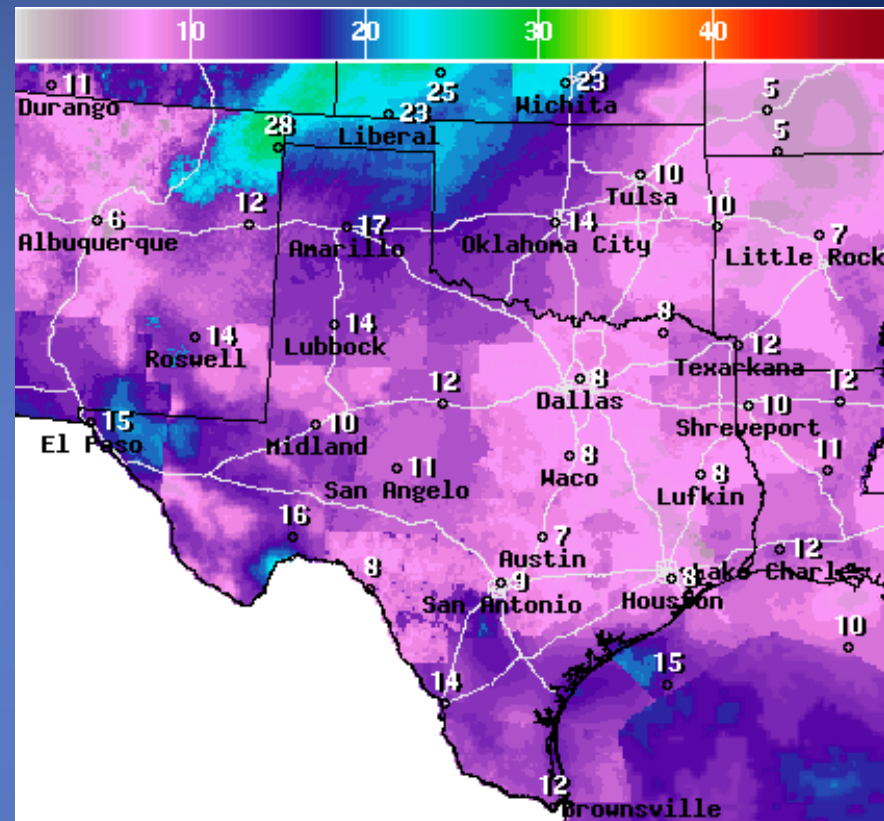 10 20 30 40
11
Durango
25
23
Liberal
23
Wichita
5
28
5
10
Tulsa
6
Albuquerque
12
17
Amarillo
14
Oklahoma City
10
7
Little Rock
14
Roswell
14
Lubbock
8
12
Texarkana
8
Dallas
15
El Paso
10
Midland
12
10
Shreveport
12
11
San Angelo
8
Waco
8
Lufkin
11
16
7
Austin
12
Lake Charles
8
9
San Antonio
8
Houston
10
14
15
12
Brownsville